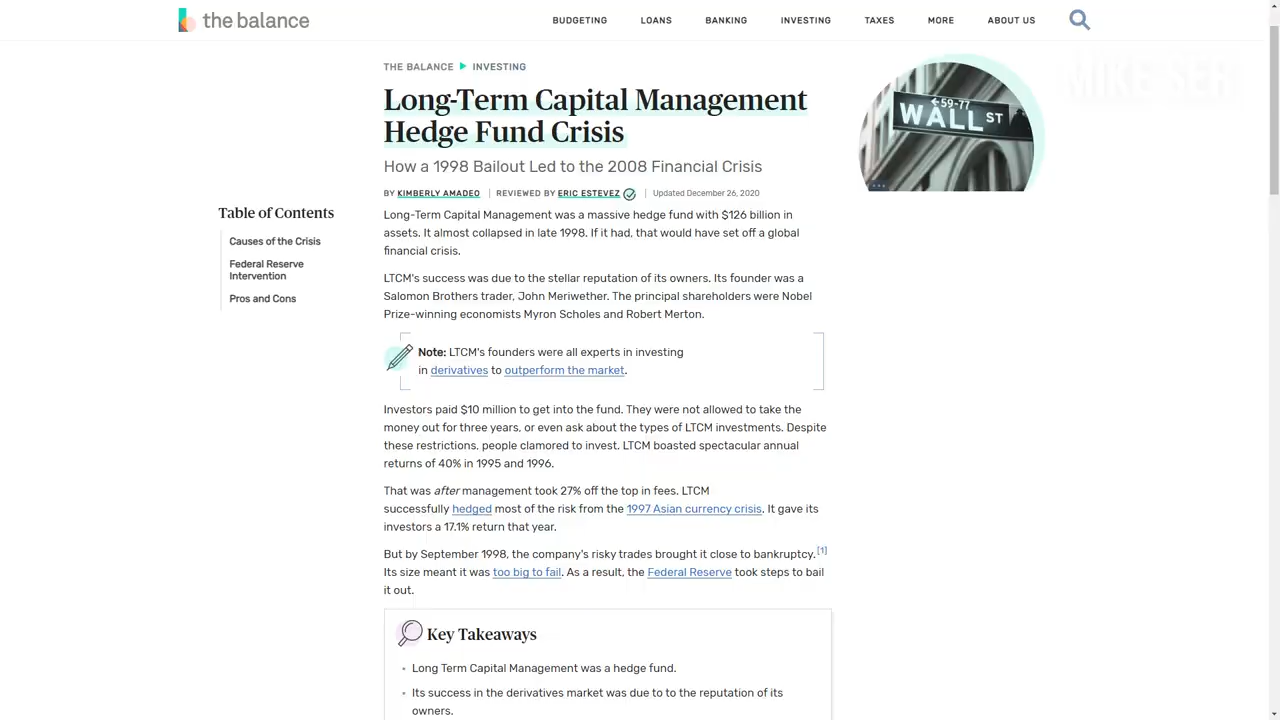 the balance
BUDGETING LOANS BANKING INVESTING TAXES MORE ABOUT US
THE BALANCE INVESTING
Long-Term Capital Management
Hedge Fund Crisis
How a 1998 Bailout Led to the 2008 Financial Crisis
BY KIMBERLY AMADEO | REVIEWED BY ERIC ESTEVEZ | Updated December 26, 2020
←59-77
WALL ST
MIKE SER
Table of Contents
Causes of the Crisis
Federal Reserve
Intervention
Pros and Cons
Long-Term Capital Management was a massive hedge fund with $126 billion in
assets. It almost collapsed in late 1998. If it had, that would have set off a global
financial crisis.
LTCM's success was due to the stellar reputation of its owners. Its founder was a
Salomon Brothers trader, John Meriwether. The principal shareholders were Nobel
Prize-winning economists Myron Scholes and Robert Merton.
Note: LTCM's founders were all experts in investing
in derivatives to outperform the market.
Investors paid $10 million to get into the fund. They were not allowed to take the
money out for three years, or even ask about the types of LTCM investments. Despite
these restrictions, people clamored to invest. LTCM boasted spectacular annual
returns of 40% in 1995 and 1996.
That was after management took 27% off the top in fees. LTCM
successfully hedged most of the risk from the 1997 Asian currency crisis. It gave its
investors a 17.1% return that year.
But by September 1998, the company's risky trades brought it close to bankruptcy.[1]
Its size meant it was too big to fail. As a result, the Federal Reserve took steps to bail
it out.
Key Takeaways
• Long Term Capital Management was a hedge fund.
• Its success in the derivatives market was due to to the reputation of its
owners.